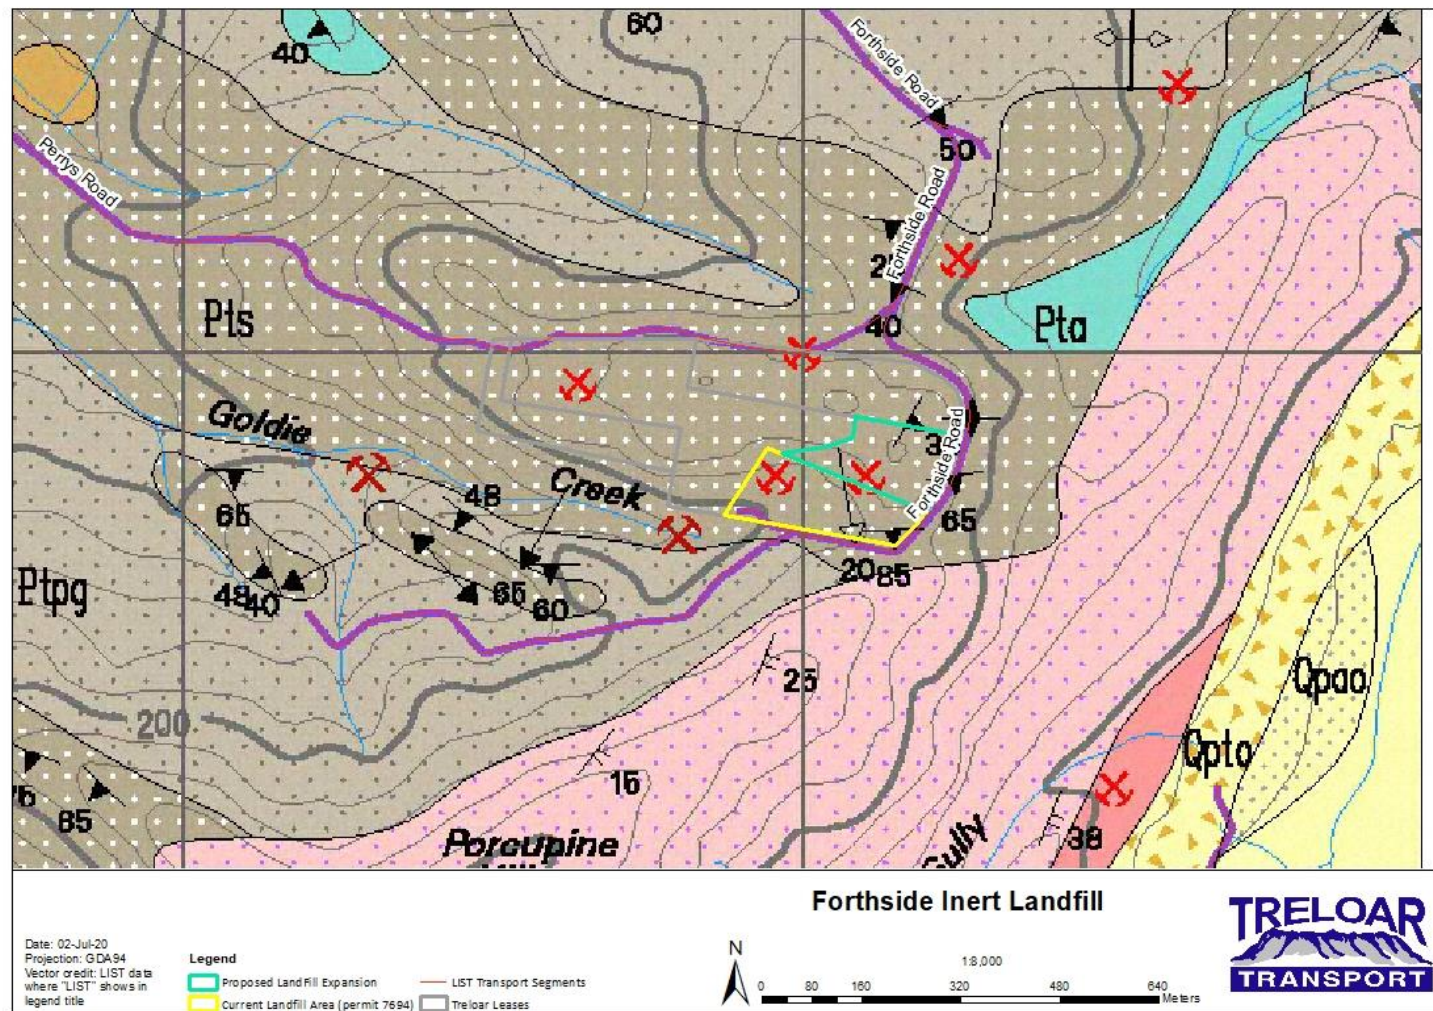 60
40
Forthside Road
50
Perrys Road
Forthside Road
Pts
40
Pta
Goldie
3
Forthside Road
48
Creek
65
65
20 85
Ptpg
48 40
65 60
25
Qpao
200
Qpto
15
85
Porcupine
Gully
38
Forthside Inert Landfill
Date: 02-Jul-20
Projection: GDA94
Vector credit: LIST data
where "LIST" shows in
legend title
Legend
Proposed Landfill Expansion
LIST Transport Segments
Current Landfill Area (permit 7694)
Treloar Leases
N
1:8,000
0 80 160 320 480 640
Meters
TRELOAR
TRANSPORT